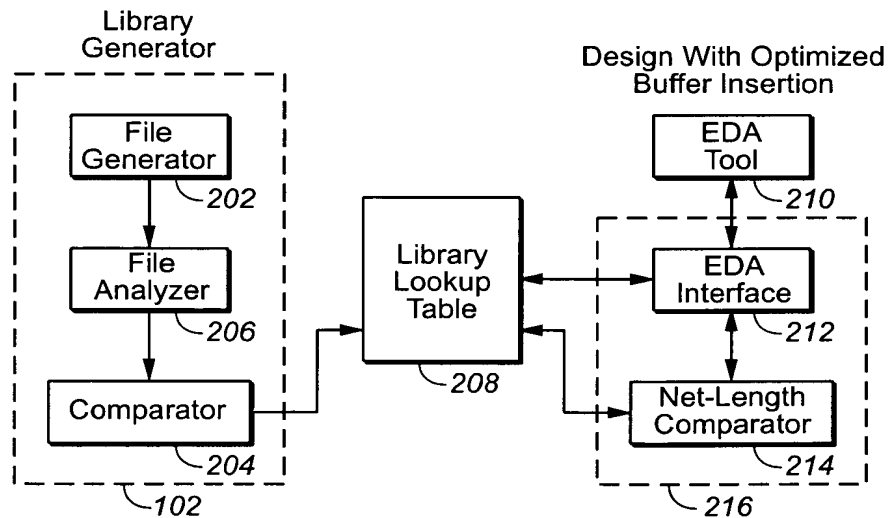 Library
Generator
File
Generator
202
File
Analyzer
206
Comparator
204
102
Library
Lookup
Table
208
Design With Optimized
Buffer Insertion
EDA
Tool
210
EDA
Interface
212
Net-Length
Comparator
214
216